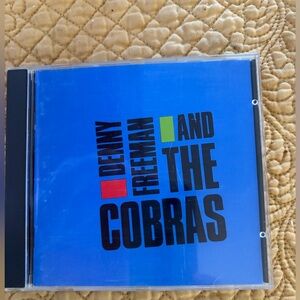 DENNY
FREEMAN
AND
THE
COBRAS